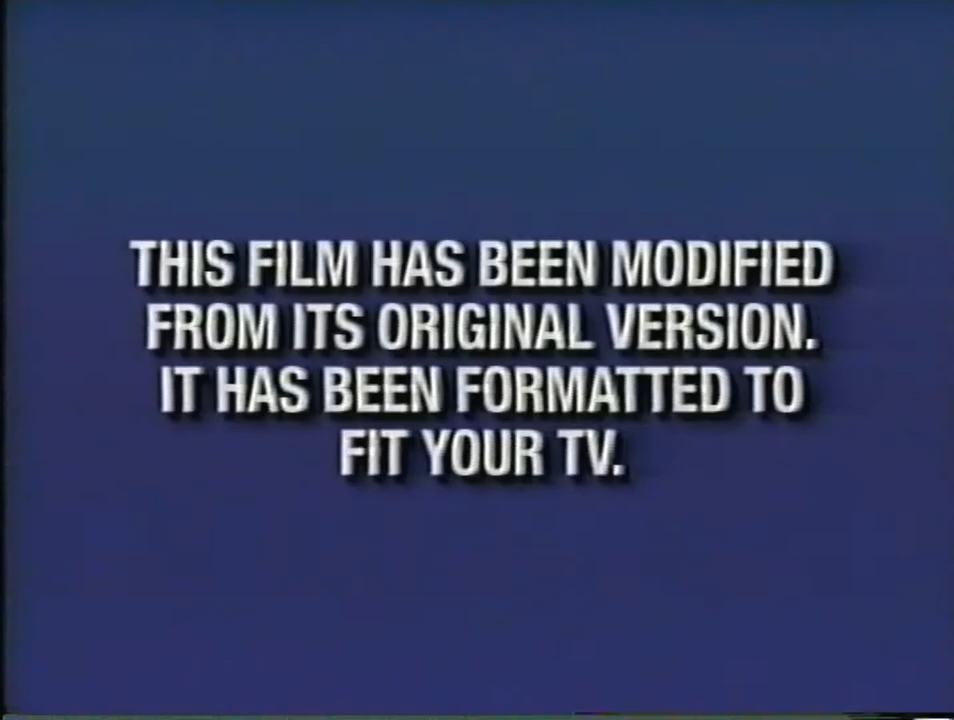 THIS FILM HAS BEEN MODIFIED
FROM ITS ORIGINAL VERSION.
IT HAS BEEN FORMATTED TO
FIT YOUR TV.